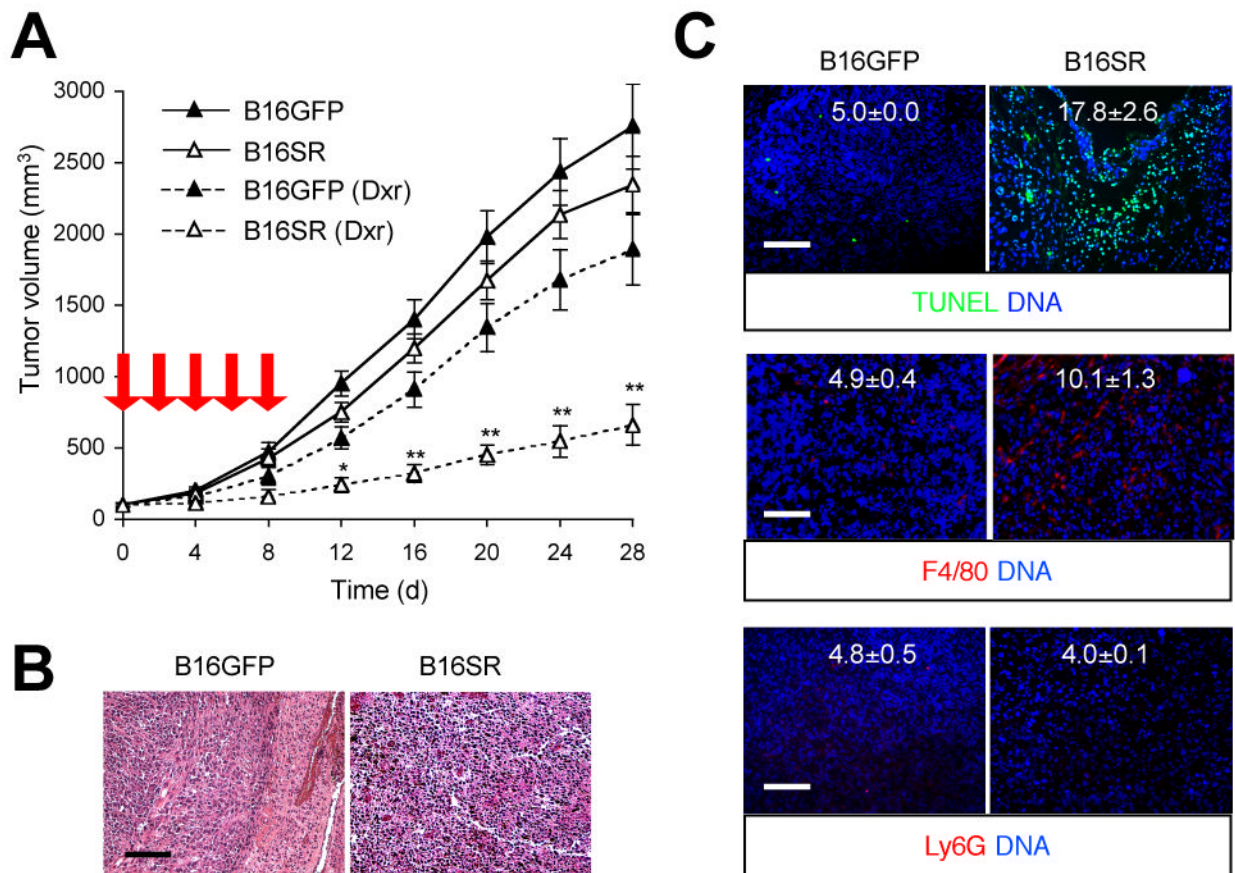 A
Tumor volume (mm³)
3000
2500
2000
1500
1000
500
0
B16GFP
B16SR
B16GFP (Dxr)
B16SR (Dxr)
*
**
**
**
**
0 4 8 12 16 20 24 28
Time (d)
B
B16GFP B16SR
C
B16GFP B16SR
5.0±0.0 17.8±2.6
TUNEL DNA
4.9±0.4 10.1±1.3
F4/80 DNA
4.8±0.5 4.0±0.1
Ly6G DNA